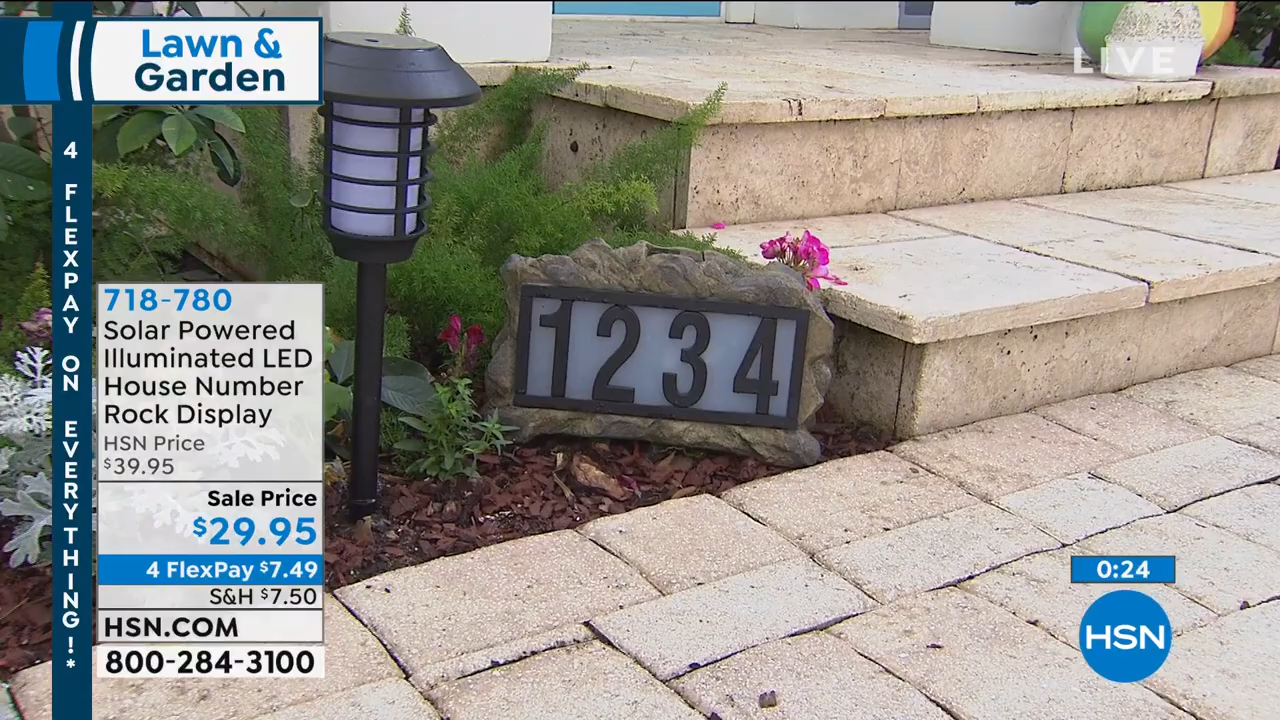 Lawn &
Garden
LIVE
4 FLEXPAY ON EVERYTHING!*
1234
718-780
Solar Powered
Illuminated LED
House Number
Rock Display
HSN Price
$39.95
Sale Price
$29.95
4 FlexPay $7.49
S&H $7.50
HSN.COM
800-284-3100
0:24
HSN